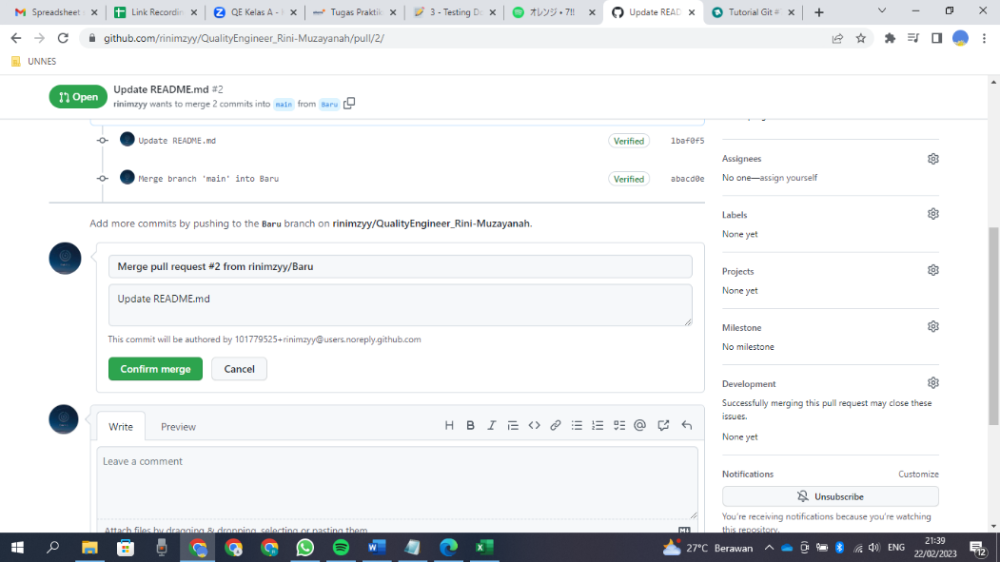 Spreadsheet
Link Recordin
QE Kelas A -
Tugas Praktik
3 - Testing Do
オレンジ • 7!!
Update READ
Tutorial Git #
github.com/rinimzyy/QualityEngineer_Rini-Muzayanah/pull/2/
UNNES
Open
Update README.md #2
rinimzyy wants to merge 2 commits into main from Baru
Update README.md
Verified
1baf0f5
Merge branch 'main' into Baru
Verified
abacd0e
Add more commits by pushing to the Baru branch on rinimzyy/QualityEngineer_Rini-Muzayanah.
Merge pull request #2 from rinimzyy/Baru
Update README.md
This commit will be authored by 101779525+rinimzyy@users.noreply.github.com
Confirm merge
Cancel
Write
Preview
Leave a comment
Attach files by dragging & dropping, selecting or pasting them.
Assignees
No one—assign yourself
Labels
None yet
Projects
None yet
Milestone
No milestone
Development
Successfully merging this pull request may close these
issues.
None yet
Notifications
Customize
Unsubscribe
You're receiving notifications because you're watching
this repository.
27°C Berawan
ENG
21:39
22/02/2023
12